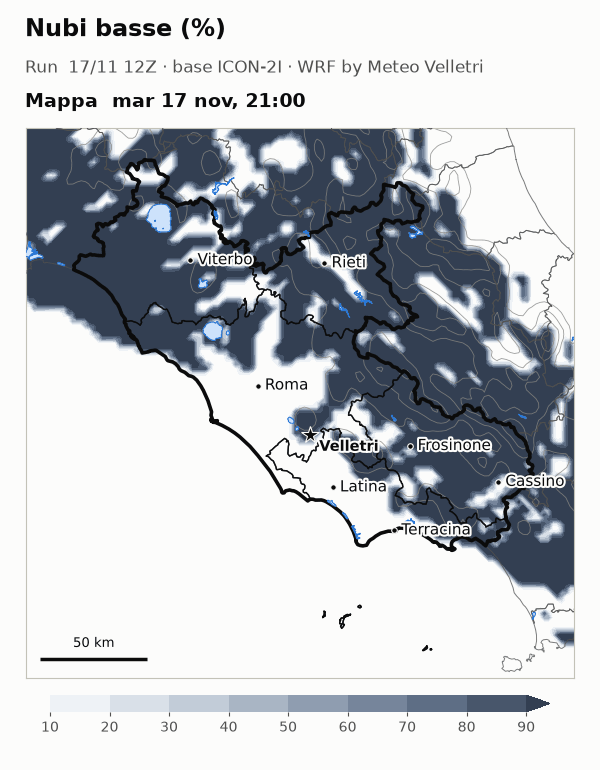 Nubi basse (%)
Run 17/11 12Z · base ICON-2I · WRF by Meteo Velletri
Mappa mar 17 nov, 21:00
Viterbo
Rieti
Roma
Velletri
Frosinone
Latina
Cassino
Terracina
50 km
10 20 30 40 50 60 70 80 90